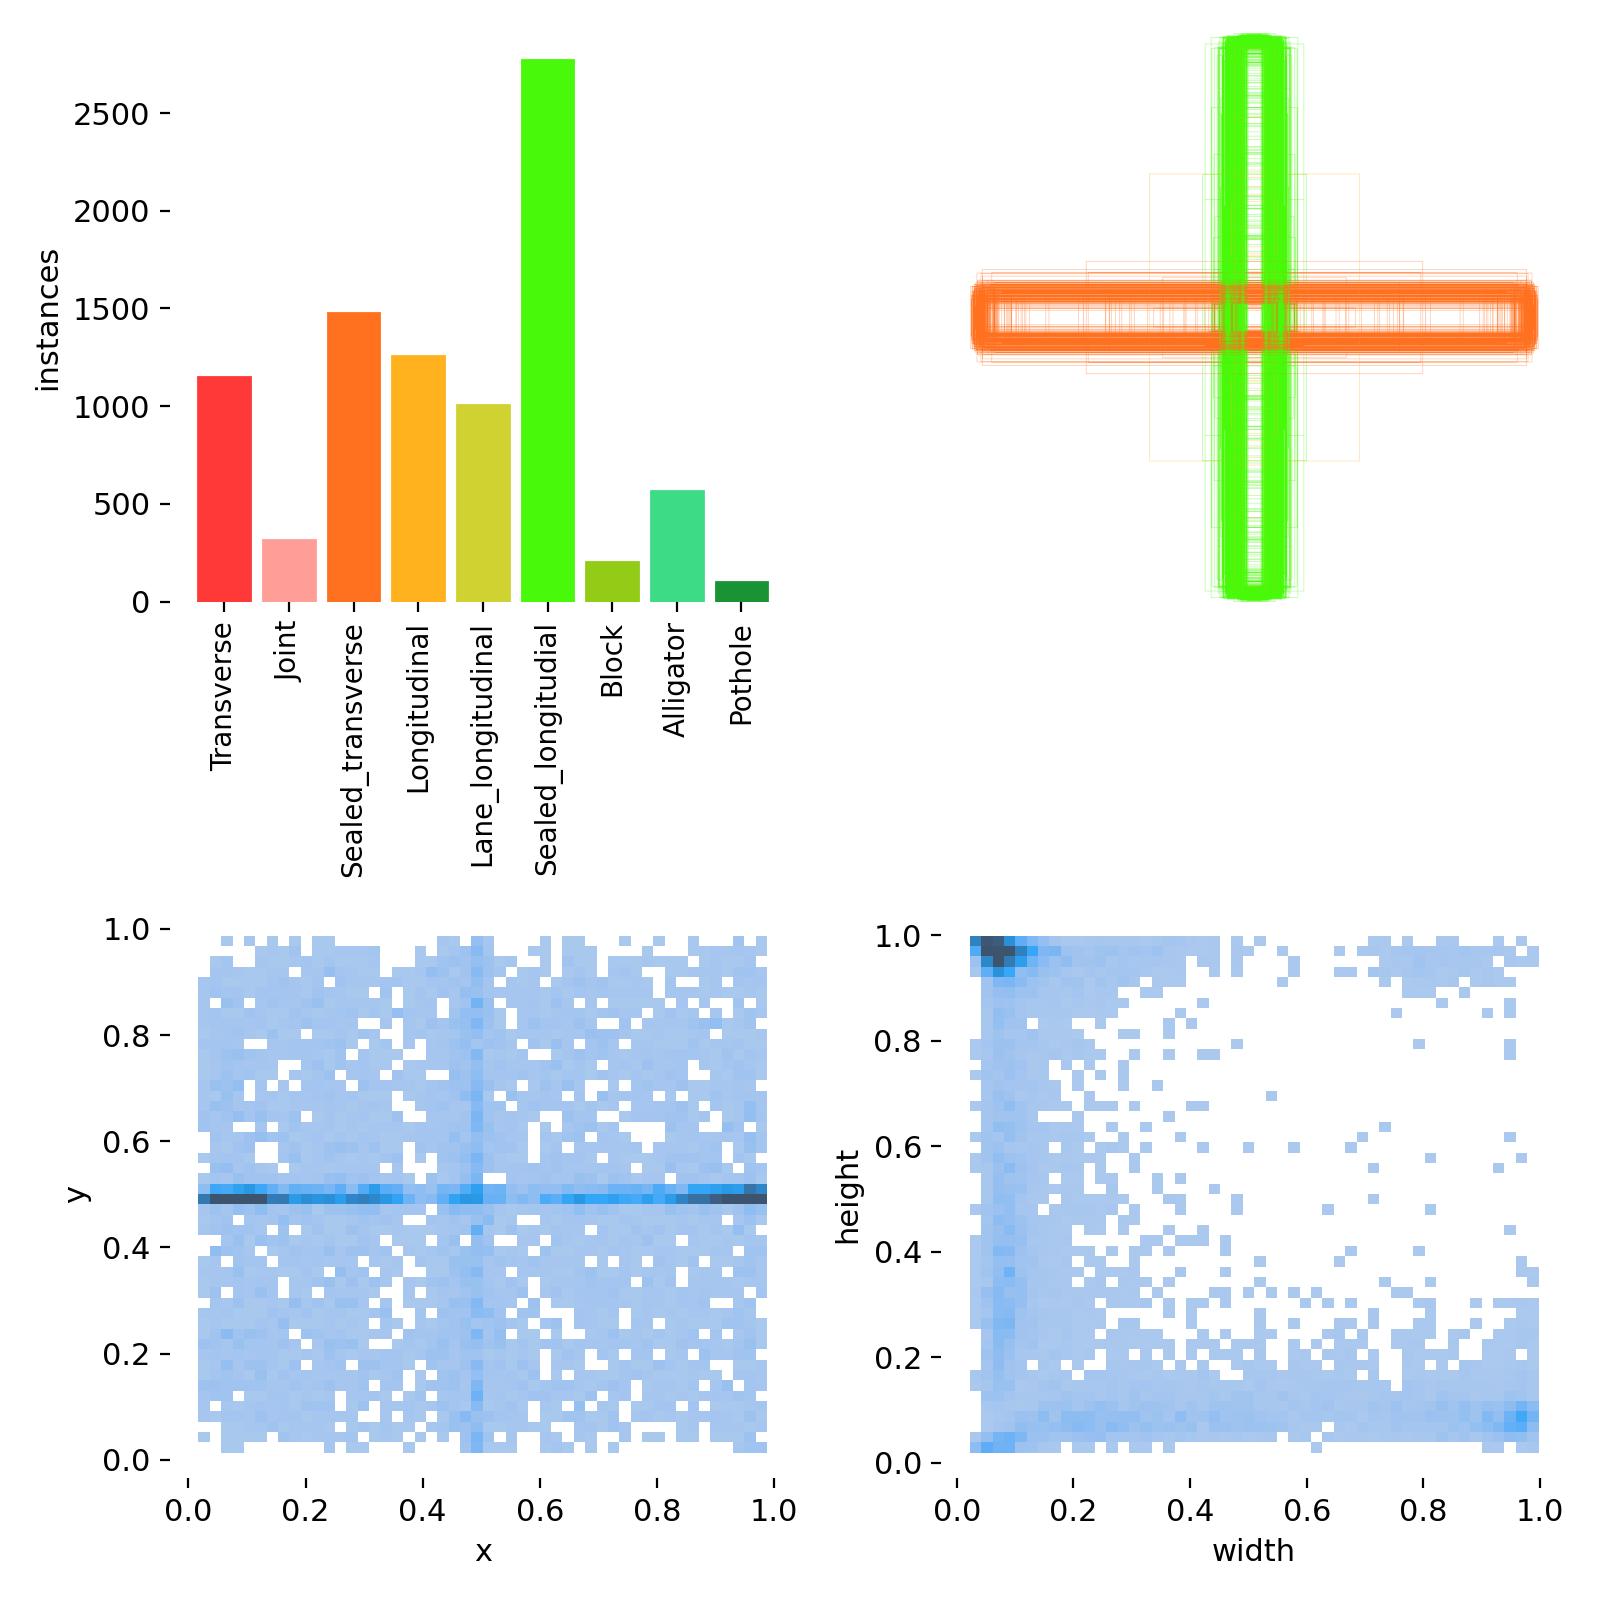 instances
2500
2000
1500
1000
500
0
Transverse
Joint
Sealed_transverse
Longitudinal
Lane_longitudinal
Sealed_longitudial
Block
Alligator
Pothole
y
1.0
0.8
0.6
0.4
0.2
0.0
0.0 0.2 0.4 0.6 0.8 1.0
x
height
1.0
0.8
0.6
0.4
0.2
0.0
0.0 0.2 0.4 0.6 0.8 1.0
width